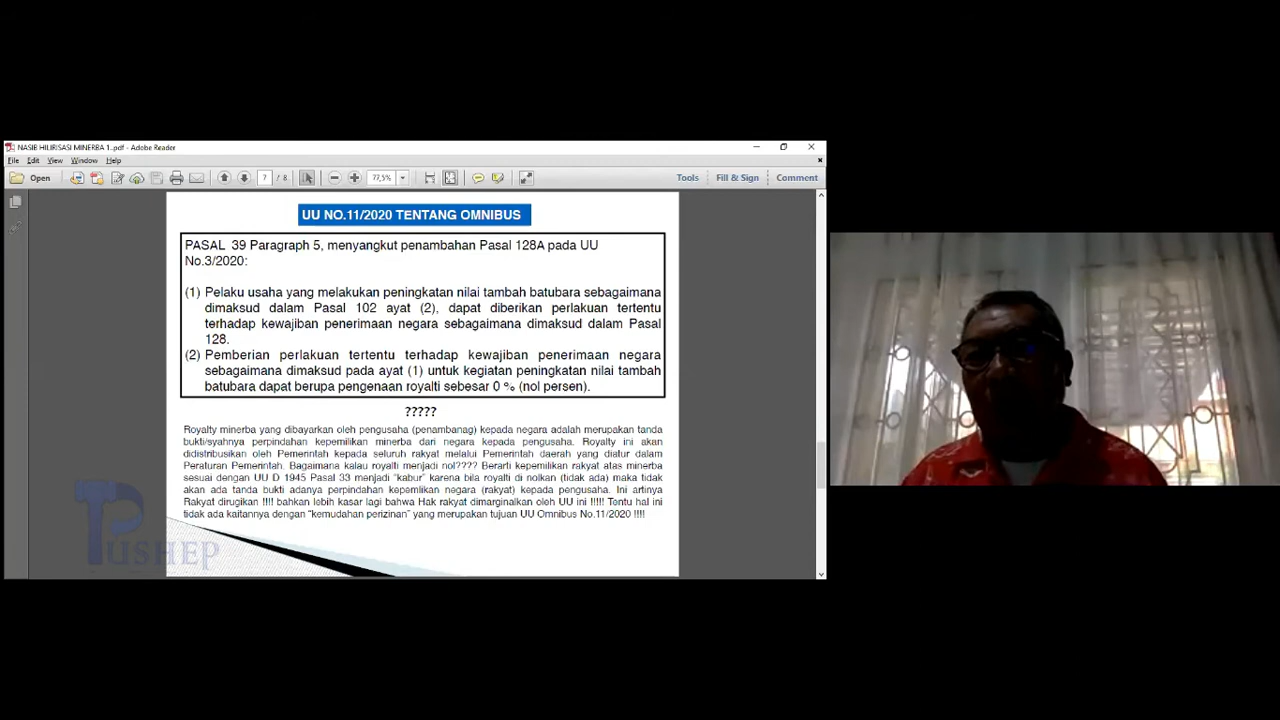 NASIB HILIRISASI MINERBA 1..pdf - Adobe Reader
File Edit View Window Help
Open 7 / 8 77,5% Tools Fill & Sign Comment
UU NO.11/2020 TENTANG OMNIBUS
PASAL 39 Paragraph 5, menyangkut penambahan Pasal 128A pada UU
No.3/2020:
(1) Pelaku usaha yang melakukan peningkatan nilai tambah batubara sebagaimana
dimaksud dalam Pasal 102 ayat (2), dapat diberikan perlakuan tertentu
terhadap kewajiban penerimaan negara sebagaimana dimaksud dalam Pasal
128.
(2) Pemberian perlakuan tertentu terhadap kewajiban penerimaan negara
sebagaimana dimaksud pada ayat (1) untuk kegiatan peningkatan nilai tambah
batubara dapat berupa pengenaan royalti sebesar 0 % (nol persen).
?????
Royalty minerba yang dibayarkan oleh pengusaha (penambanag) kepada negara adalah merupakan tanda
bukti/syahnya perpindahan kepemilikan minerba dari negara kepada pengusaha. Royalty ini akan
didistribusikan oleh Pemerintah kepada seluruh rakyat melalui Pemerintah daerah yang diatur dalam
Peraturan Pemerintah. Bagaimana kalau royalti menjadi nol???? Berarti kepemilikan rakyat atas minerba
sesuai dengan UU D 1945 Pasal 33 menjadi “kabur” karena bila royalti di nolkan (tidak ada) maka tidak
akan ada tanda bukti adanya perpindahan kepemlikan negara (rakyat) kepada pengusaha. Ini artinya
Rakyat dirugikan !!!! bahkan lebih kasar lagi bahwa Hak rakyat dimarginalkan oleh UU ini !!!!! Tentu hal ini
tidak ada kaitannya dengan “kemudahan perizinan” yang merupakan tujuan UU Omnibus No.11/2020 !!!!
PUSHEP